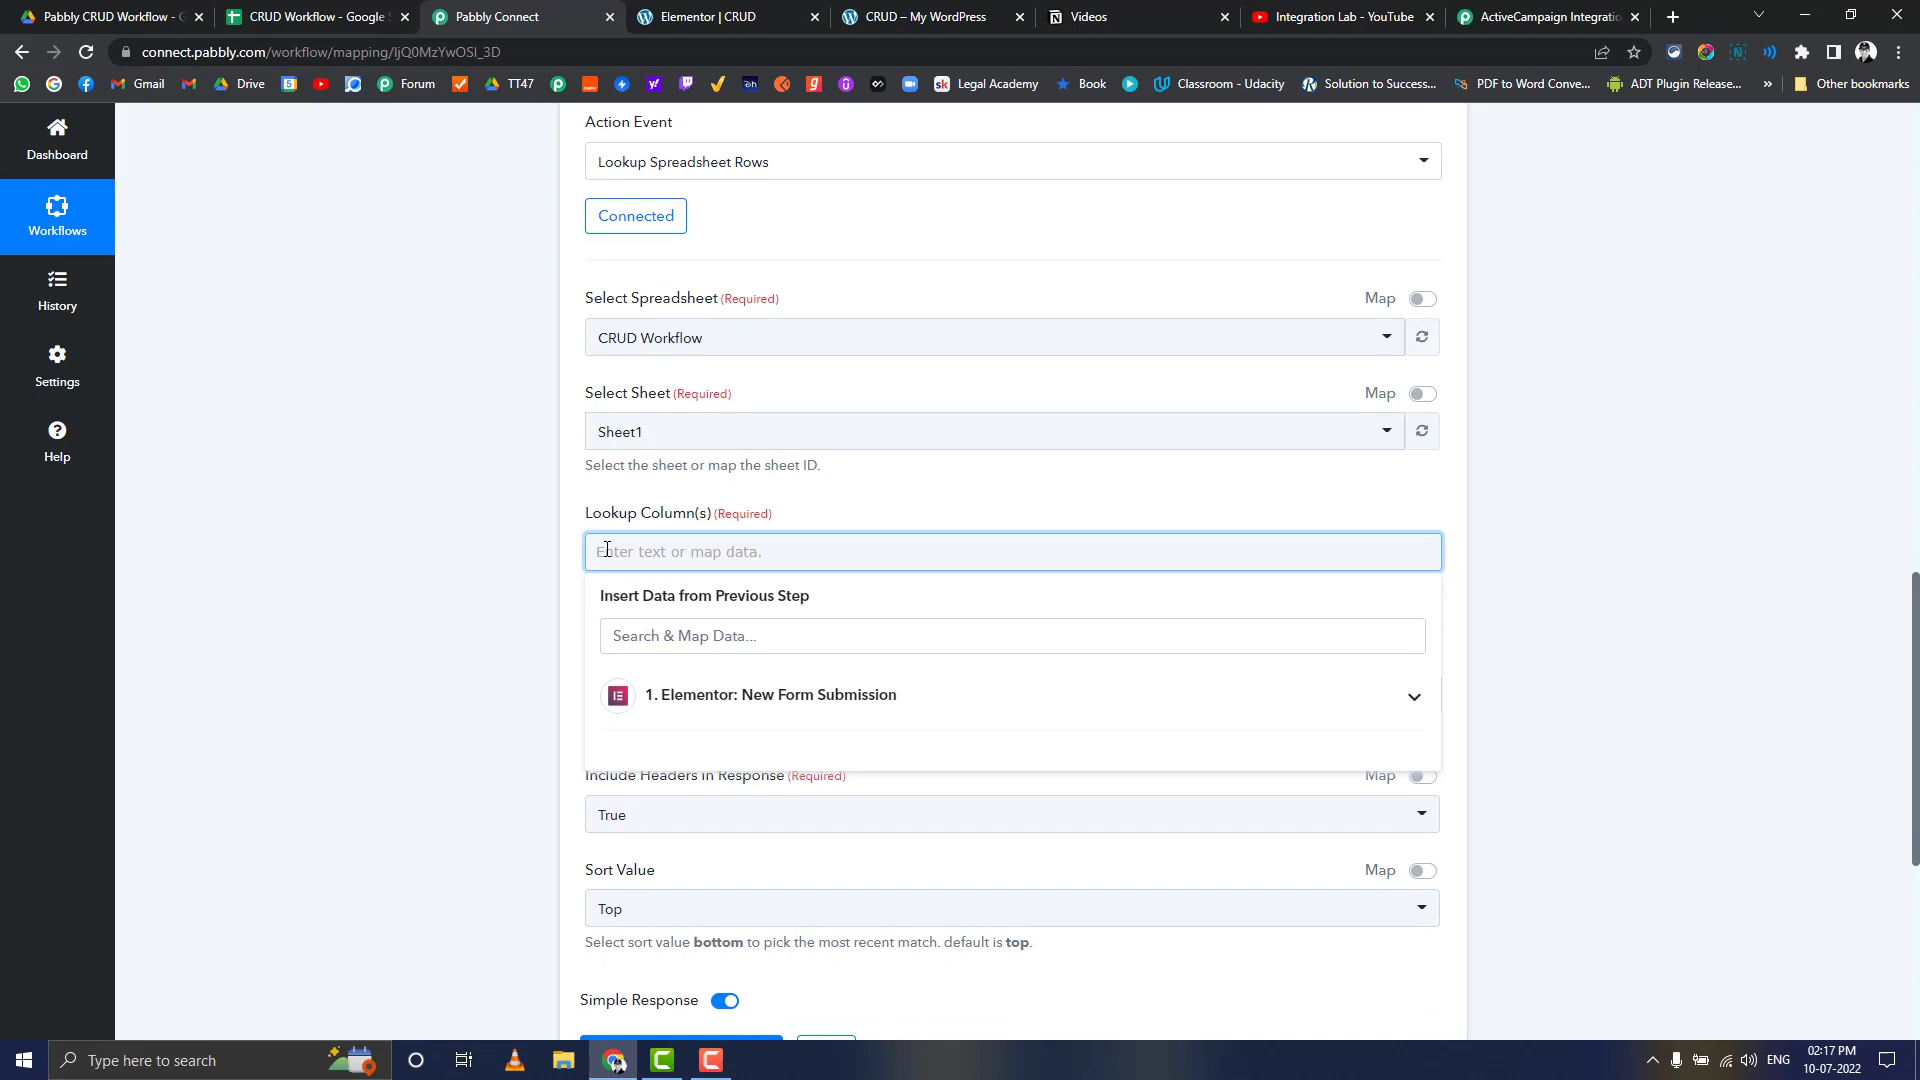 Pabbly CRUD Workflow - G
CRUD Workflow - Google S
Pabbly Connect
Elementor | CRUD
CRUD – My WordPress
Videos
Integration Lab - YouTube
ActiveCampaign Integratio
connect.pabbly.com/workflow/mapping/IjQ0MzYwOSI_3D
Gmail
Drive
Forum
TT47
Legal Academy
Book
Classroom - Udacity
Solution to Success...
PDF to Word Conve...
ADT Plugin Release...
»
Other bookmarks
Dashboard
Workflows
History
Settings
Help
Action Event
Lookup Spreadsheet Rows
Connected
Select Spreadsheet (Required)
Map
CRUD Workflow
Select Sheet (Required)
Map
Sheet1
Select the sheet or map the sheet ID.
Lookup Column(s) (Required)
Enter text or map data.
Insert Data from Previous Step
Search & Map Data...
1. Elementor: New Form Submission
Include Headers in Response (Required)
Map
True
Sort Value
Map
Top
Select sort value bottom to pick the most recent match. default is top.
Simple Response
Type here to search
ENG
02:17 PM
10-07-2022